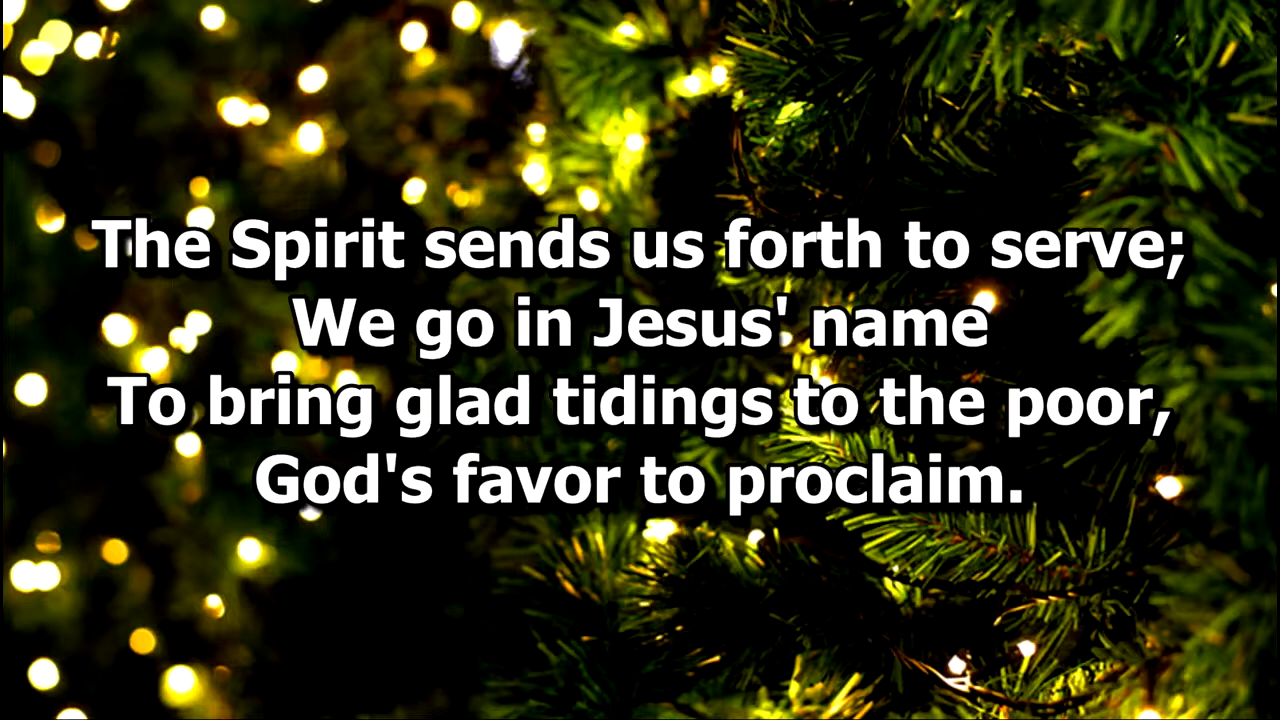 The Spirit sends us forth to serve;
We go in Jesus' name
To bring glad tidings to the poor,
God's favor to proclaim.